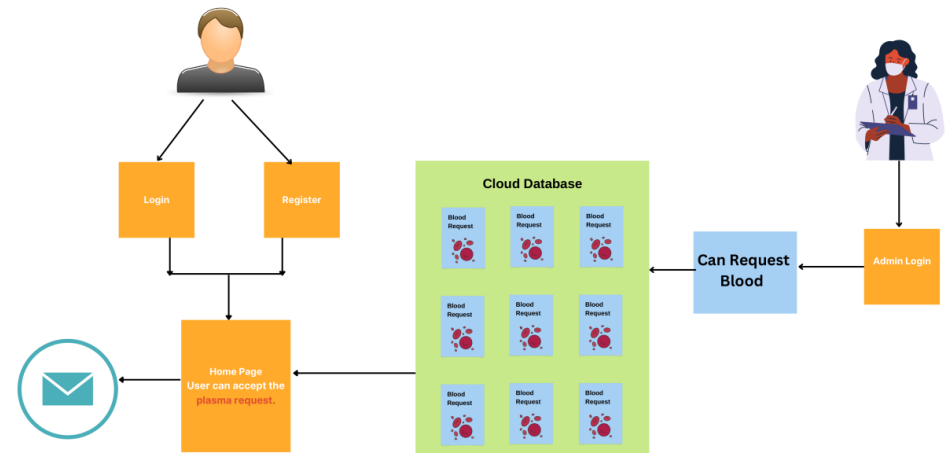 Login
Register
Cloud Database
Blood
Request
Blood
Request
Blood
Request
Blood
Request
Blood
Request
Blood
Request
Blood
Request
Blood
Request
Blood
Request
Can Request
Blood
Admin Login
Home Page
User can accept the
plasma request.